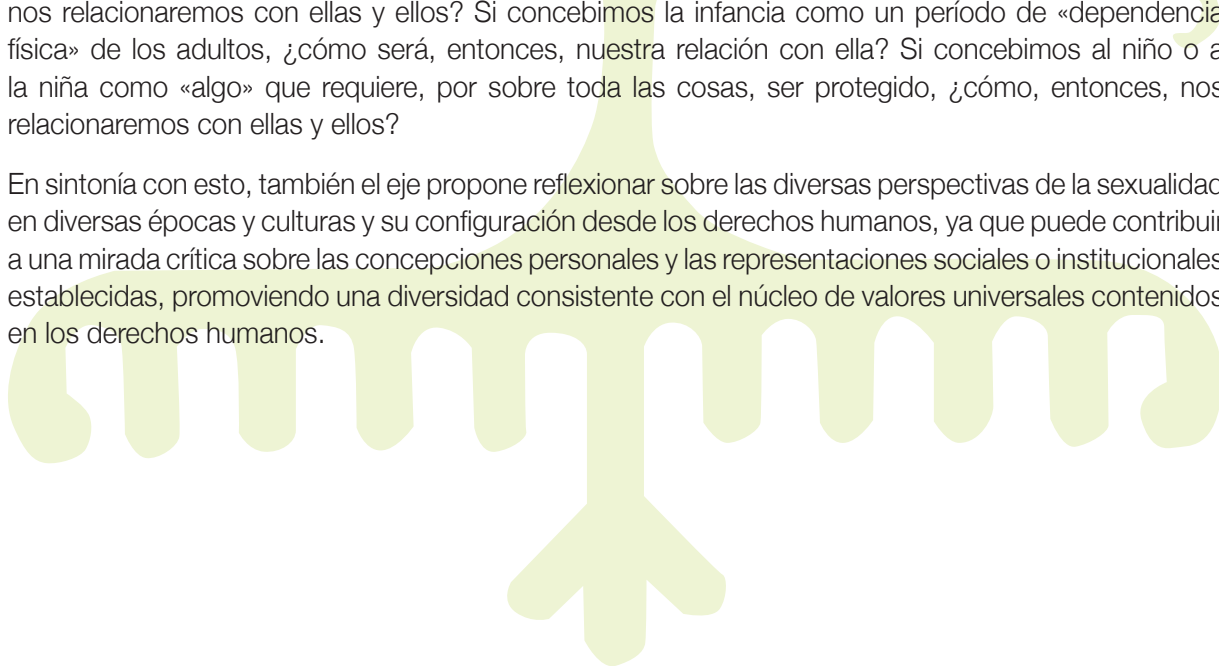 nos relacionaremos con ellas y ellos? Si concebimos la infancia como un período de «dependencia
física» de los adultos, ¿cómo será, entonces, nuestra relación con ella? Si concebimos al niño o a
la niña como «algo» que requiere, por sobre toda las cosas, ser protegido, ¿cómo, entonces, nos
relacionaremos con ellas y ellos?
En sintonía con esto, también el eje propone reflexionar sobre las diversas perspectivas de la sexualidad
en diversas épocas y culturas y su configuración desde los derechos humanos, ya que puede contribuir
a una mirada crítica sobre las concepciones personales y las representaciones sociales o institucionales
establecidas, promoviendo una diversidad consistente con el núcleo de valores universales contenidos
en los derechos humanos.